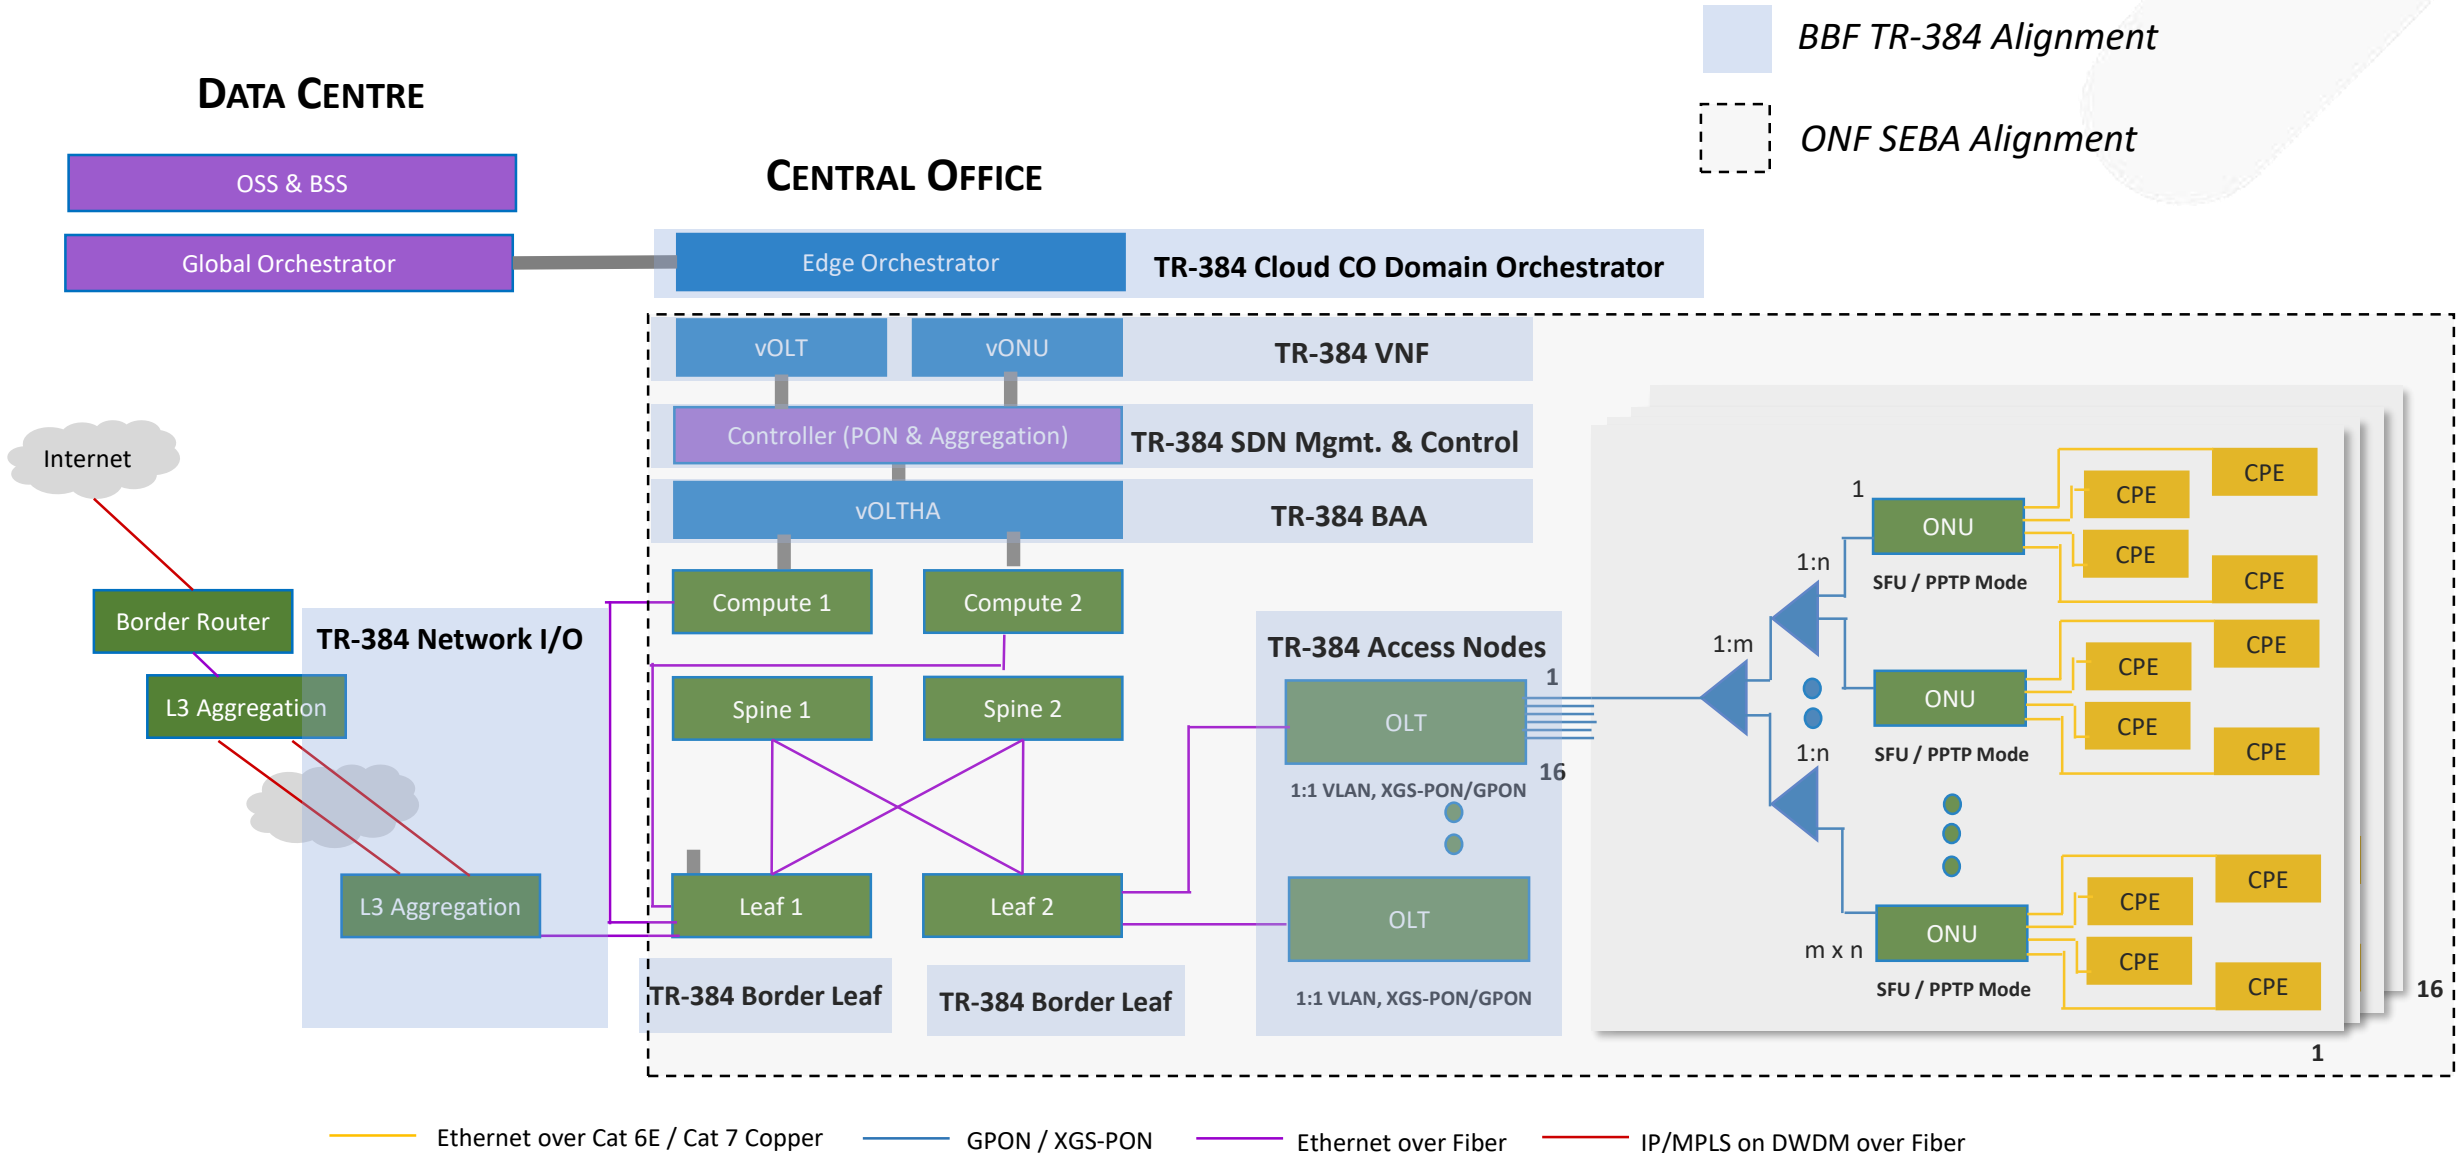 BBF TR-384 Alignment
DATA CENTRE
ONF SEBA Alignment
OSS & BSS
CENTRAL OFFICE
Global Orchestrator
Edge Orchestrator
TR-384 Cloud CO Domain Orchestrator
vOLT
vONU
TR-384 VNF
Controller (PON & Aggregation)
TR-384 SDN Mgmt. & Control
Internet
vOLTHA
TR-384 BAA
Compute 1
Compute 2
Border Router
TR-384 Network I/O
L3 Aggregation
Spine 1
Spine 2
TR-384 Access Nodes
1
OLT
16
1:1 VLAN, XGS-PON/GPON
L3 Aggregation
Leaf 1
Leaf 2
OLT
1:1 VLAN, XGS-PON/GPON
TR-384 Border Leaf
TR-384 Border Leaf
1:m
1:n
1:n
1
ONU
SFU / PPTP Mode
CPE
CPE
CPE
CPE
ONU
SFU / PPTP Mode
CPE
CPE
CPE
CPE
m x n
ONU
SFU / PPTP Mode
CPE
CPE
CPE
CPE
16
1
Ethernet over Cat 6E / Cat 7 Copper
GPON / XGS-PON
Ethernet over Fiber
IP/MPLS on DWDM over Fiber